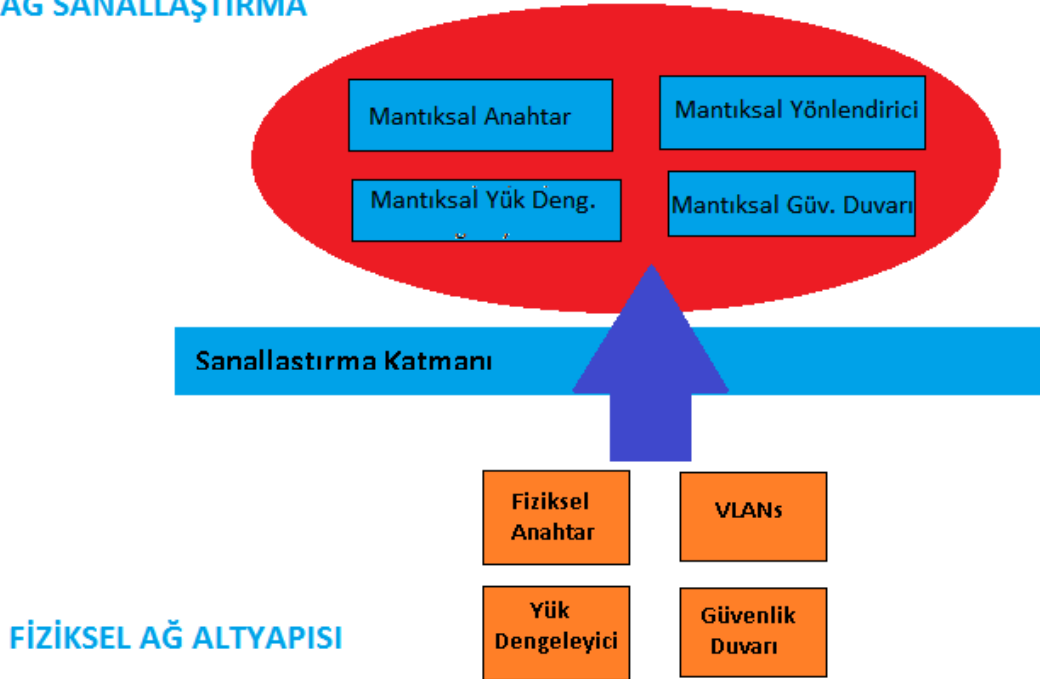 AĞ SANALLAŞTIRMA
Mantıksal Anahtar
Mantıksal Yönlendirici
Mantıksal Yük Deng.
Mantıksal Güv. Duvarı
Sanallastırma Katmanı
Fiziksel
Anahtar
VLANs
Yük
Dengeleyici
Güvenlik
Duvarı
FİZİKSEL AĞ ALTYAPISI